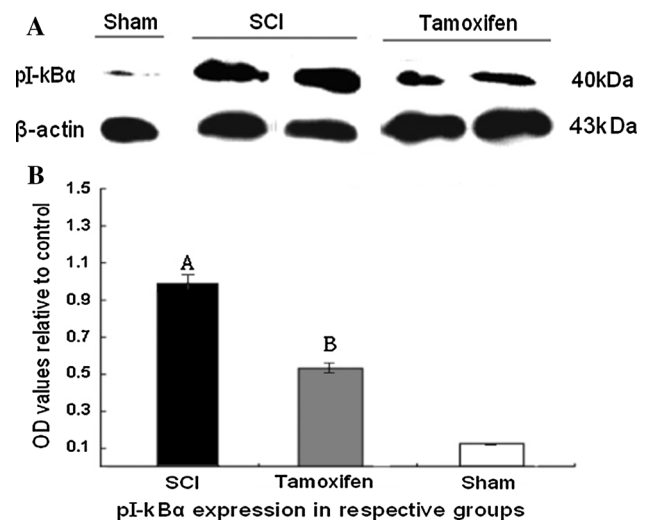 A
Sham SCI Tamoxifen
pI-kBα 40kDa
β-actin 43kDa
B
1.5
1.3
1.1
0.9
0.7
0.5
0.3
0.1
OD values relative to control
A
B
SCI Tamoxifen Sham
pI-kBα expression in respective groups